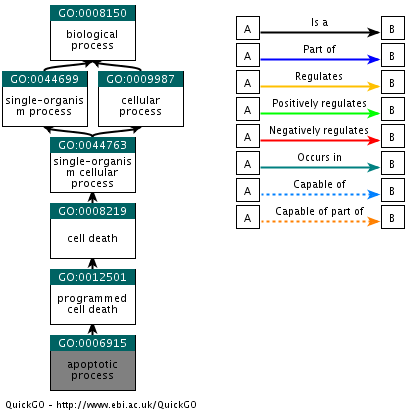 GO:0008150
biological
process
GO:0044699
single-organis
m process
GO:0009987
cellular
process
GO:0044763
single-organis
m cellular
process
GO:0008219
cell death
GO:0012501
programmed
cell death
GO:0006915
apoptotic
process
QuickGO - http://www.ebi.ac.uk/QuickGO
A Is a B
A Part of B
A Regulates B
A Positively regulates B
A Negatively regulates B
A Occurs in B
A Capable of B
A Capable of part of B